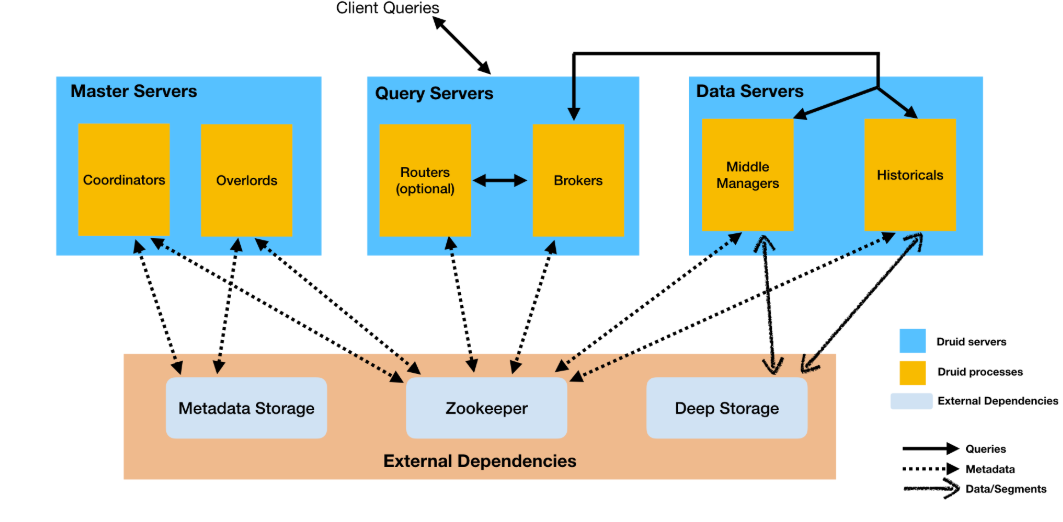 Client Queries
Master Servers
Coordinators
Overlords
Query Servers
Routers
(optional)
Brokers
Data Servers
Middle
Managers
Historicals
Metadata Storage
Zookeeper
Deep Storage
External Dependencies
Druid servers
Druid processes
External Dependencies
Queries
Metadata
Data/Segments